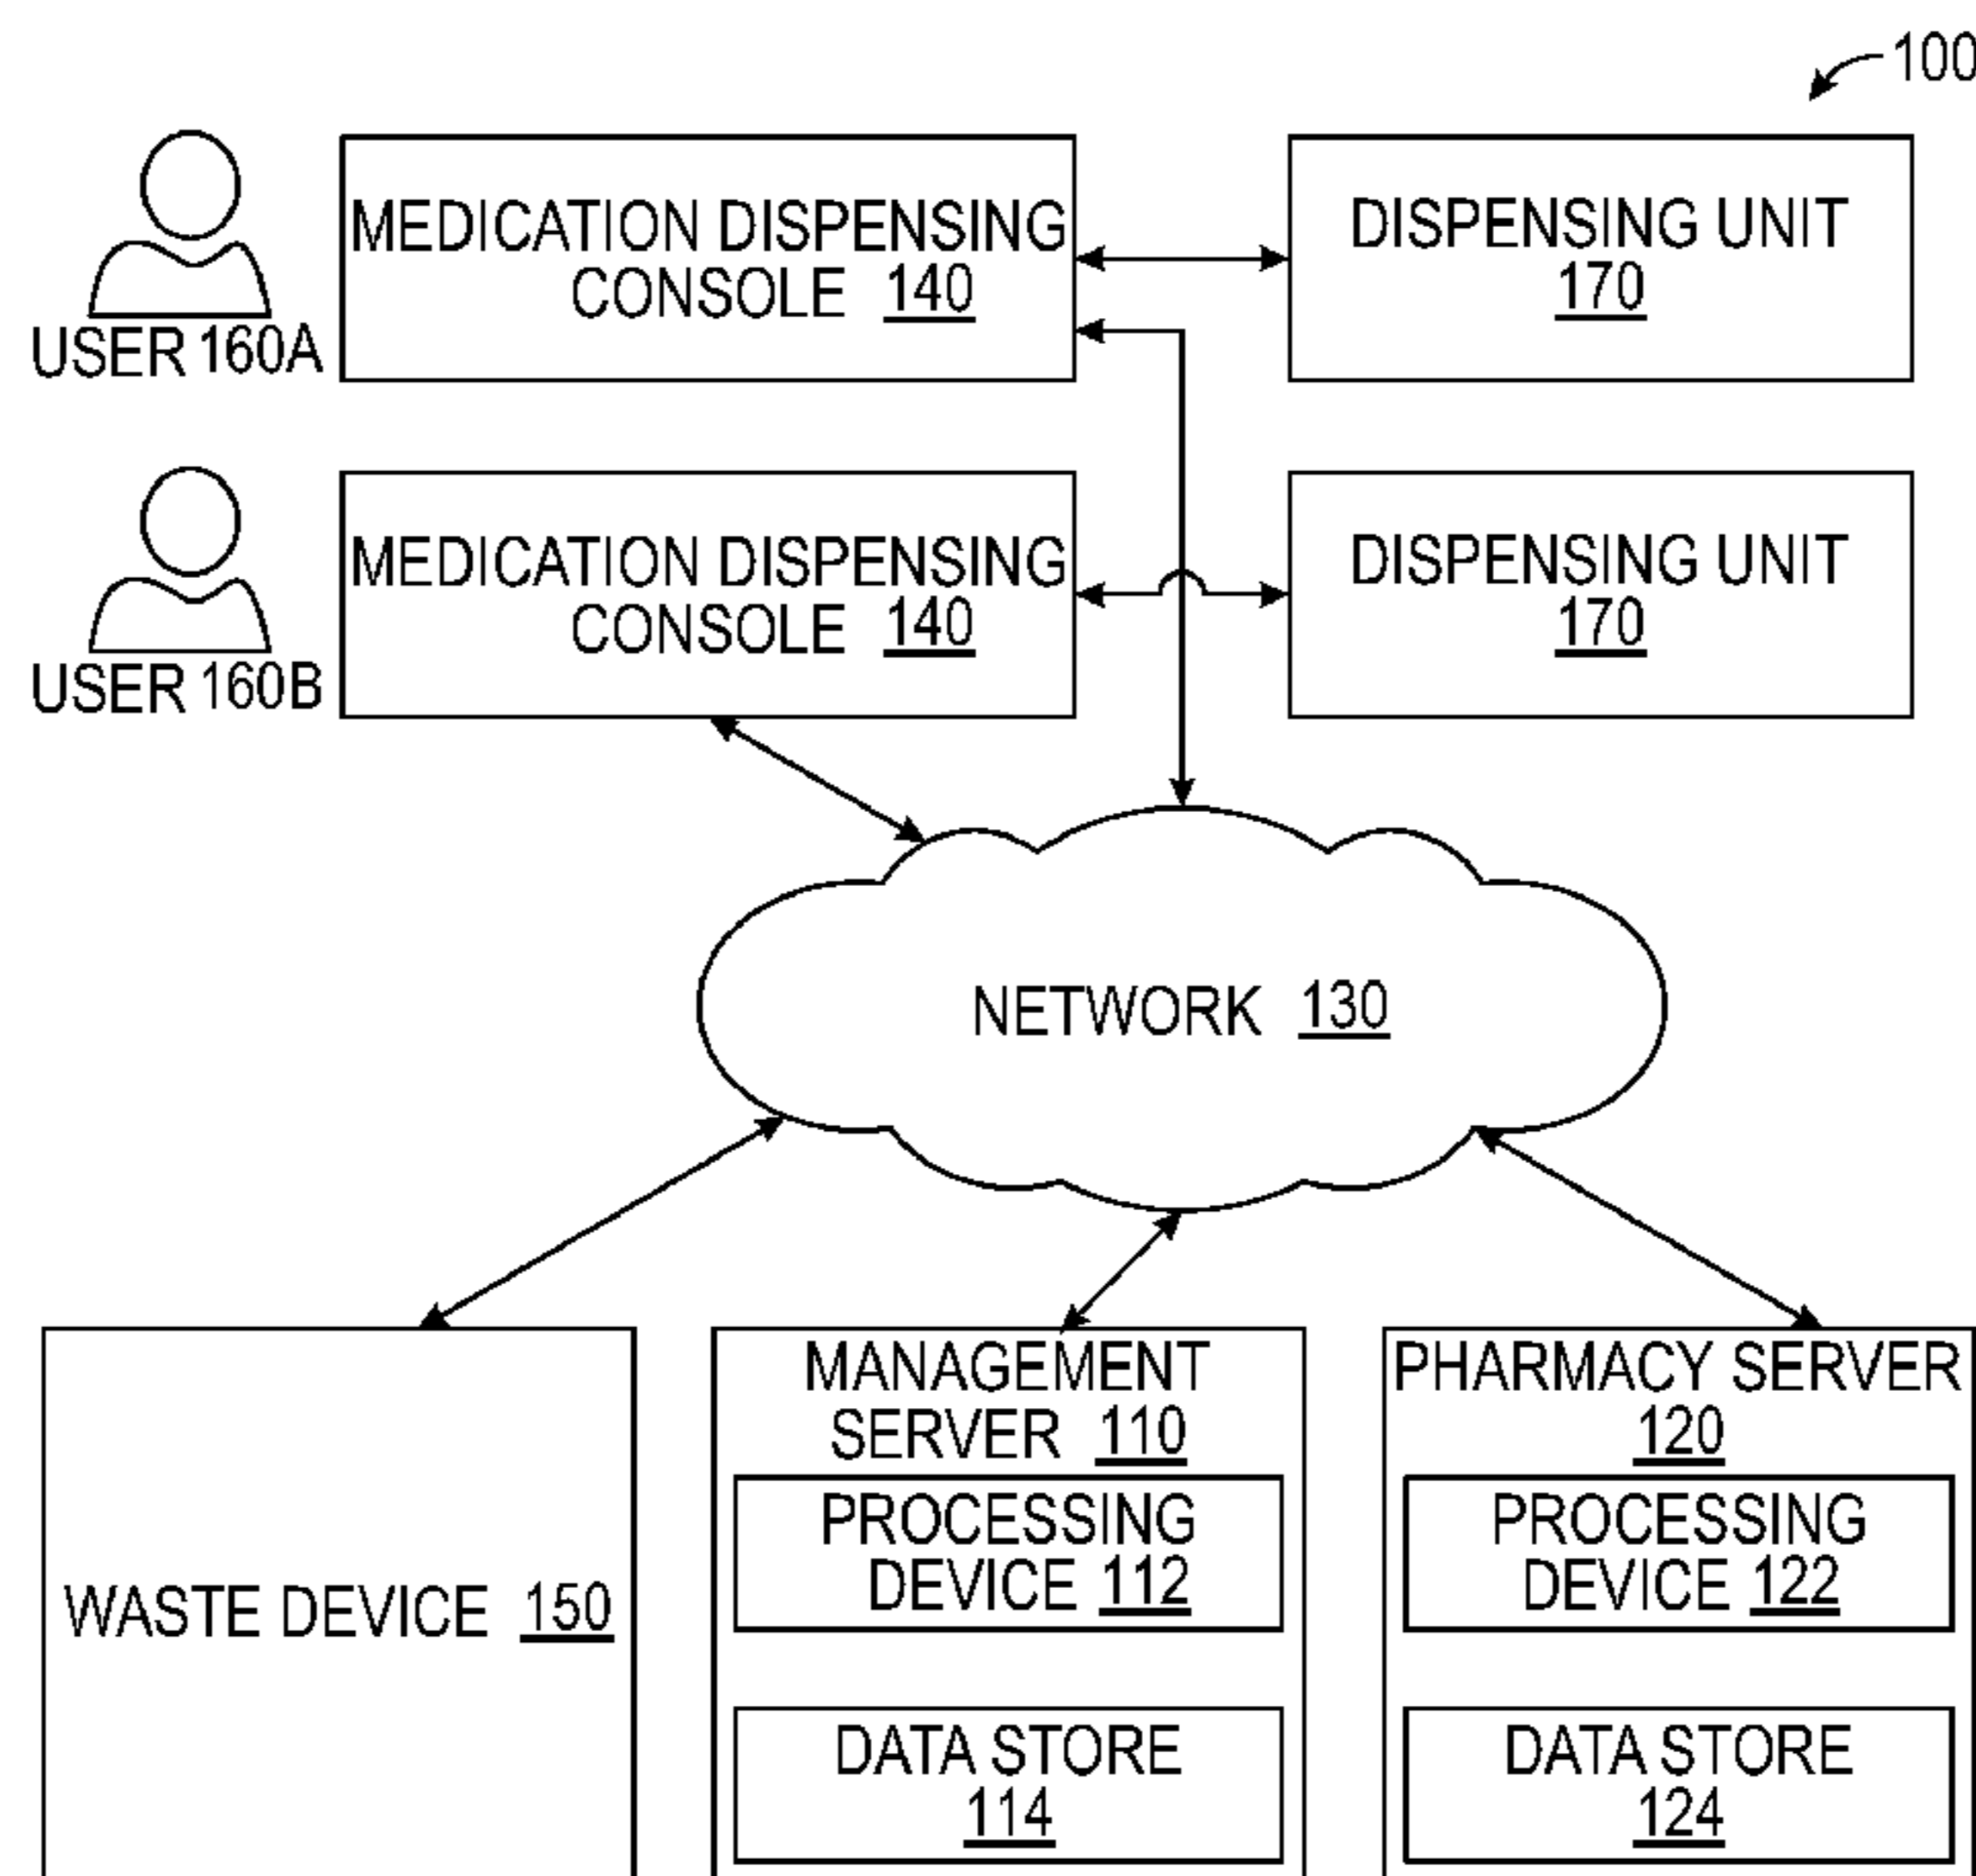 100
MEDICATION DISPENSING
CONSOLE 140
DISPENSING UNIT
170
USER 160A
MEDICATION DISPENSING
CONSOLE 140
DISPENSING UNIT
170
USER 160B
NETWORK 130
WASTE DEVICE 150
MANAGEMENT
SERVER 110
PROCESSING
DEVICE 112
DATA STORE
114
PHARMACY SERVER
120
PROCESSING
DEVICE 122
DATA STORE
124